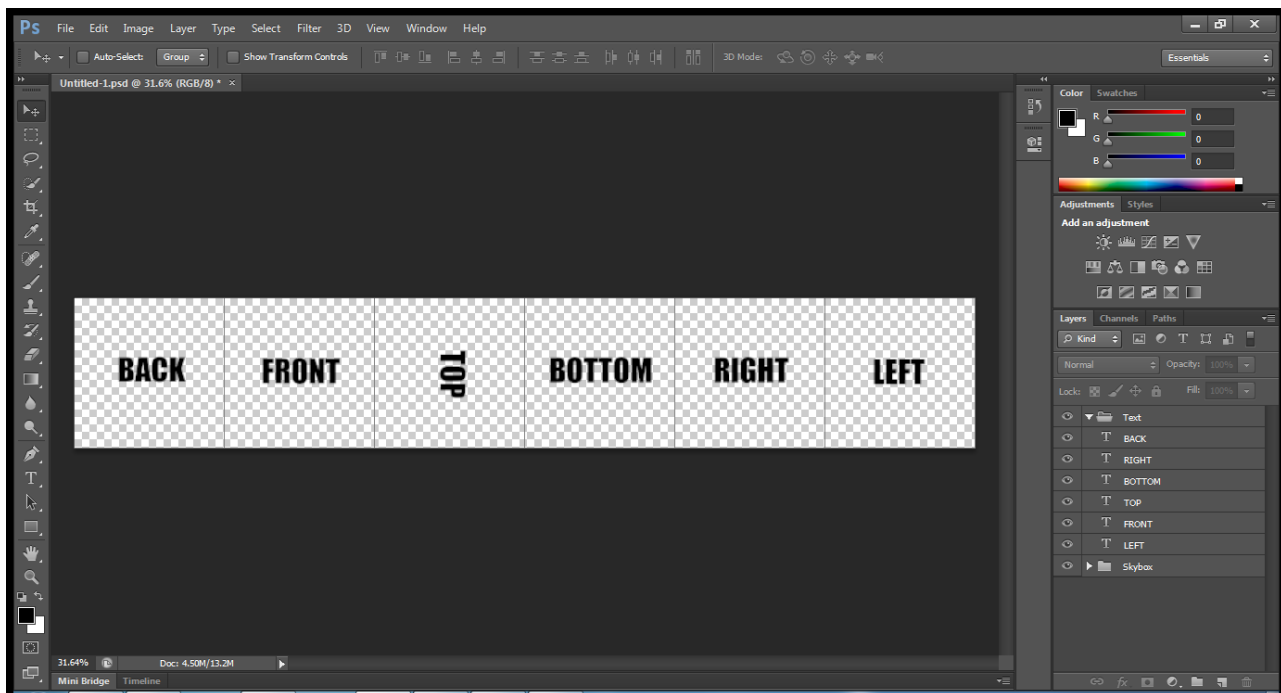 Ps File Edit Image Layer Type Select Filter 3D View Window Help
Auto-Select: Group Show Transform Controls 3D Mode: Essentials
Untitled-1.psd @ 31.6% (RGB/8) * ×
Color Swatches
R 0
G 0
B 0
Adjustments Styles
Add an adjustment
BACK FRONT TOP BOTTOM RIGHT LEFT
Layers Channels Paths
Kind
Normal Opacity: 100%
Lock: Fill: 100%
Text
T BACK
T RIGHT
T BOTTOM
T TOP
T FRONT
T LEFT
Skybox
31.64% Doc: 4.50M/13.2M
Mini Bridge Timeline
fx